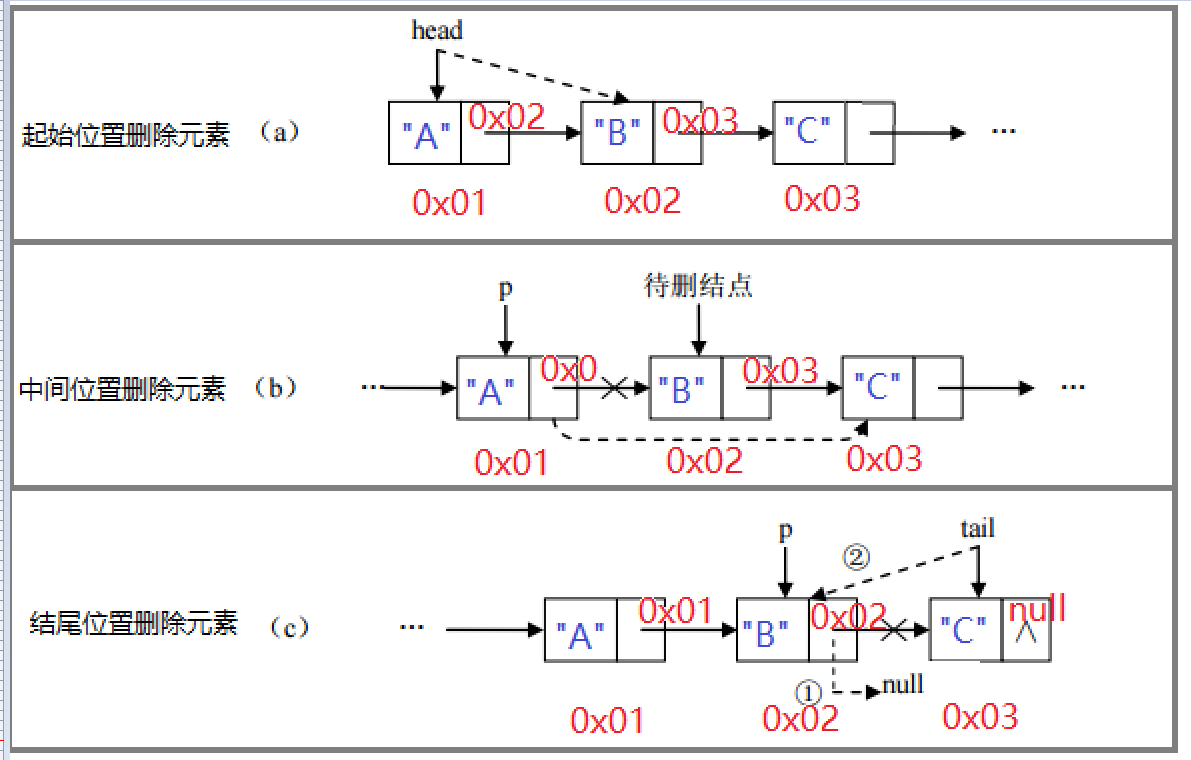 head
起始位置删除元素 (a) "A" 0x02 "B" 0x03 "C" ...
0x01 0x02 0x03
p 待删结点
中间位置删除元素 (b) ... "A" 0x0 "B" 0x03 "C" ...
0x01 0x02 0x03
p ② tail
结尾位置删除元素 (c) ... "A" 0x01 "B" 0x02 "C" null ∧
① null
0x01 0x02 0x03